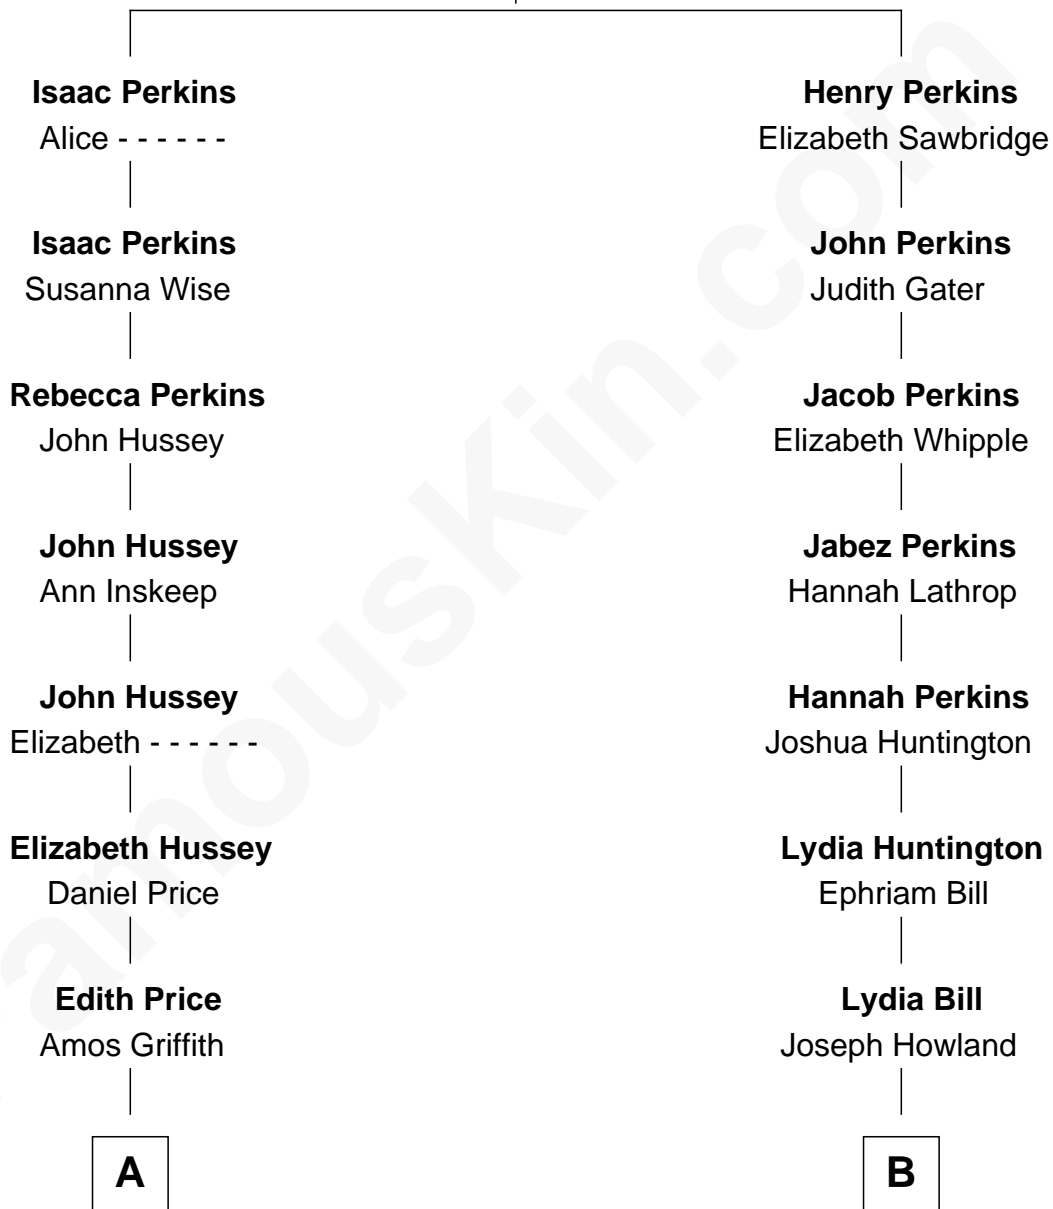 Isaac Perkins
Alice - - - - - -
Isaac Perkins
Susanna Wise
Rebecca Perkins
John Hussey
John Hussey
Ann Inskeep
John Hussey
Elizabeth - - - - - -
Elizabeth Hussey
Daniel Price
Edith Price
Amos Griffith
A
Henry Perkins
Elizabeth Sawbridge
John Perkins
Judith Gater
Jacob Perkins
Elizabeth Whipple
Jabez Perkins
Hannah Lathrop
Hannah Perkins
Joshua Huntington
Lydia Huntington
Ephriam Bill
Lydia Bill
Joseph Howland
B
amouskin.com